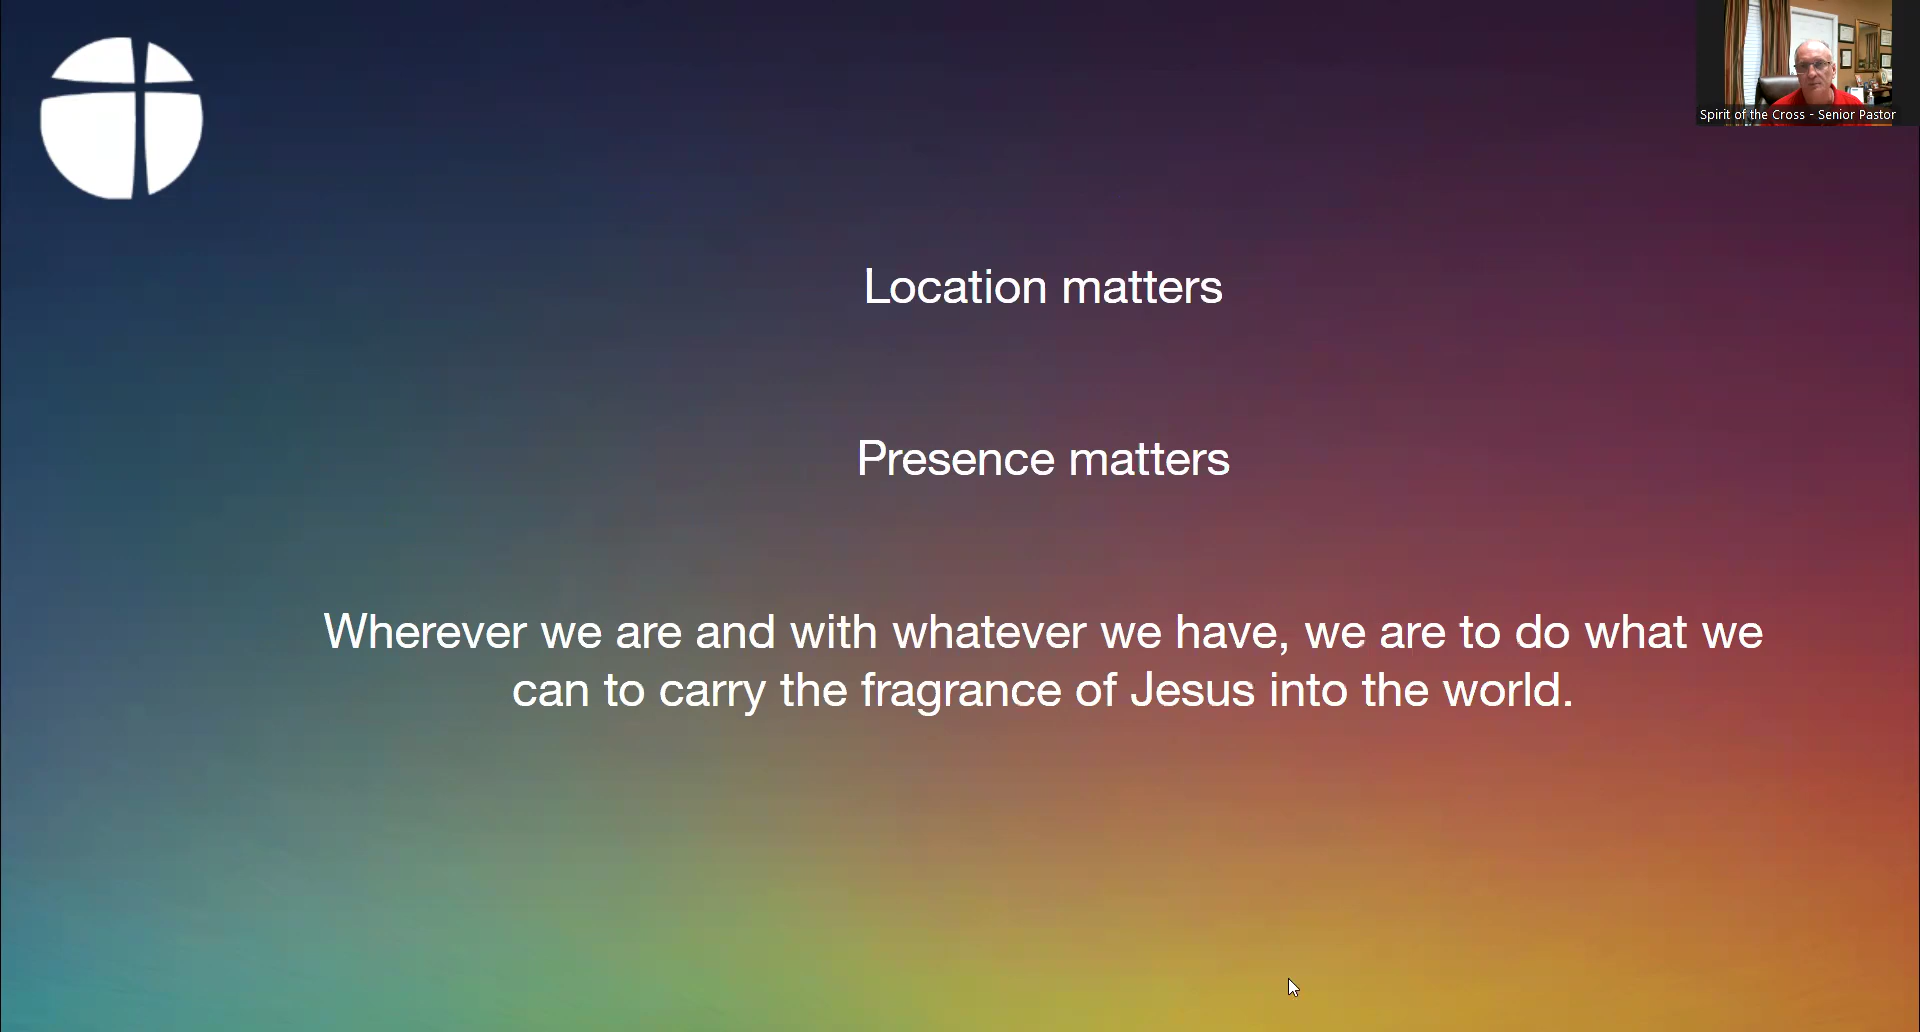 Spirit of the Cross - Senior Pastor
Location matters
Presence matters
Wherever we are and with whatever we have, we are to do what we
can to carry the fragrance of Jesus into the world.